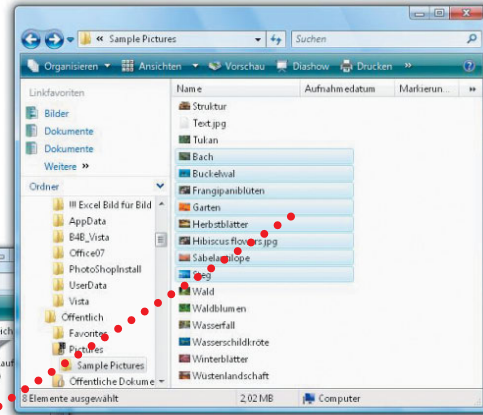 « Sample Pictures
Suchen
Organisieren
Ansichten
Vorschau
Diashow
Drucken
»
Linkfavoriten
Bilder
Dokumente
Dokumente
Weitere »
Ordner
!!! Excel Bild für Bild
AppData
B4B_Vista
Office07
PhotoShopInstall
UserData
Vista
Öffentlich
Favorites
Pictures
Sample Pictures
Öffentliche Dokume
Name Aufnahmedatum Markierun... »
Struktur
Text.jpg
Tukan
Bach
Buckelwal
Frangipaniblüten
Garten
Herbstblätter
Hibiscus flowers.jpg
Säbelantilope
Steg
Wald
Waldblumen
Wasserfall
Wasserschildkröte
Winterblätter
Wüstenlandschaft
8 Elemente ausgewählt 2,02 MB Computer